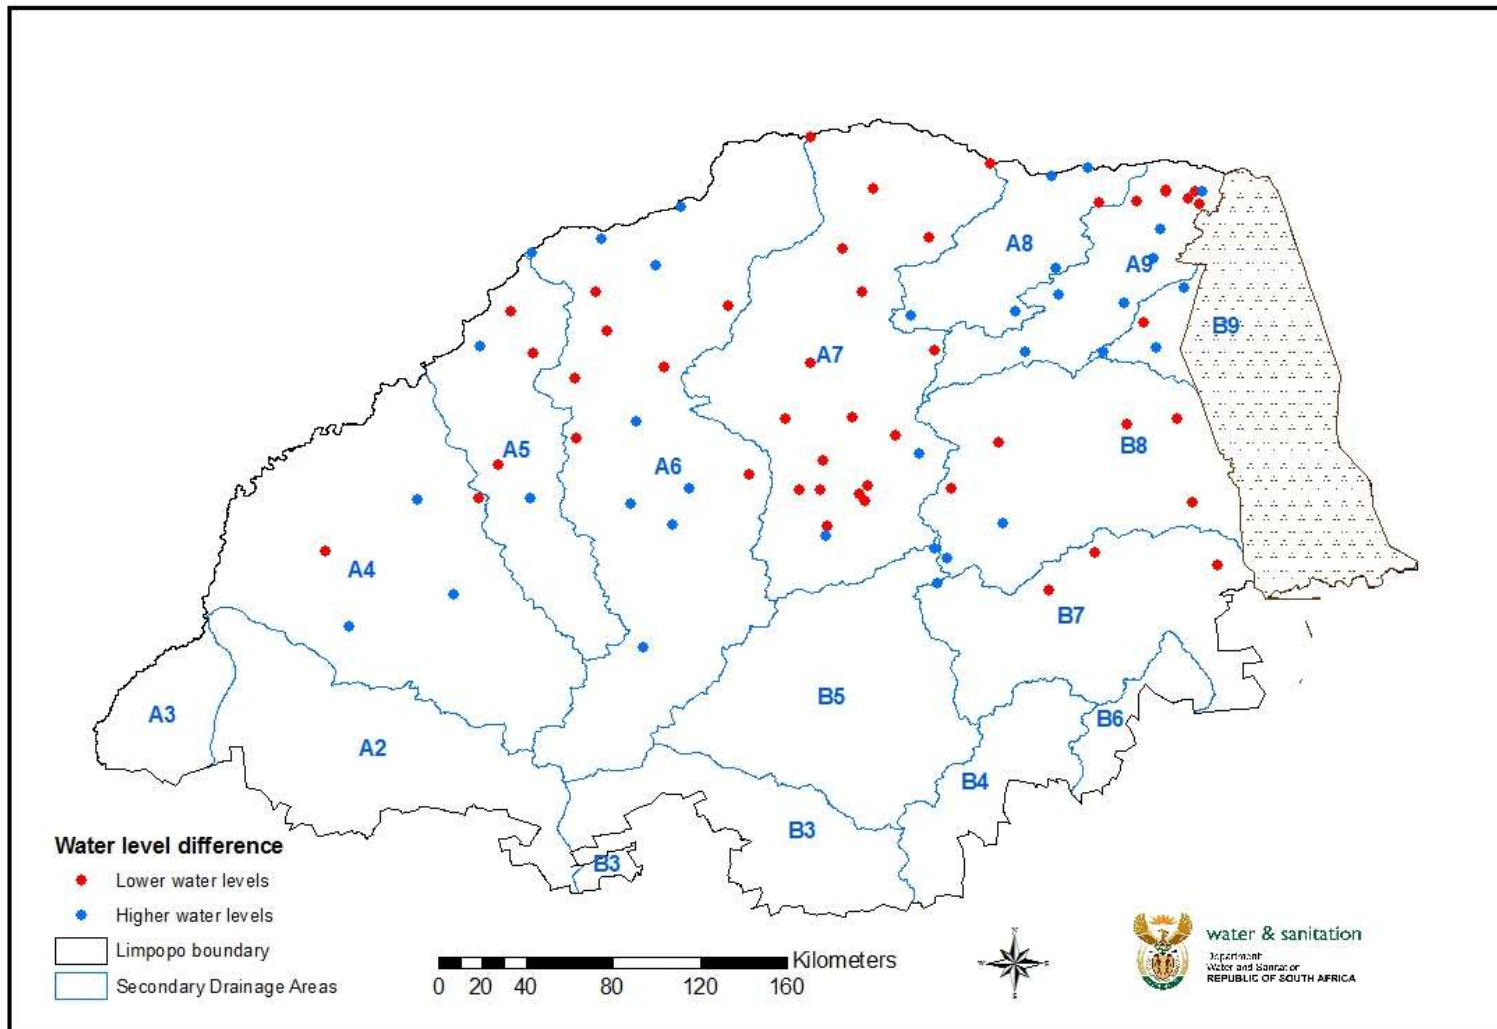 A8
A9
B9
A7
A5
B8
A6
A4
B7
B5
A3
B6
A2
B4
B3
B3
Water level difference
Lower water levels
Higher water levels
Limpopo boundary
Secondary Drainage Areas
Kilometers
0 20 40 80 120 160
N
W
S
water & sanitation
Department:
Water and Sanitation
REPUBLIC OF SOUTH AFRICA